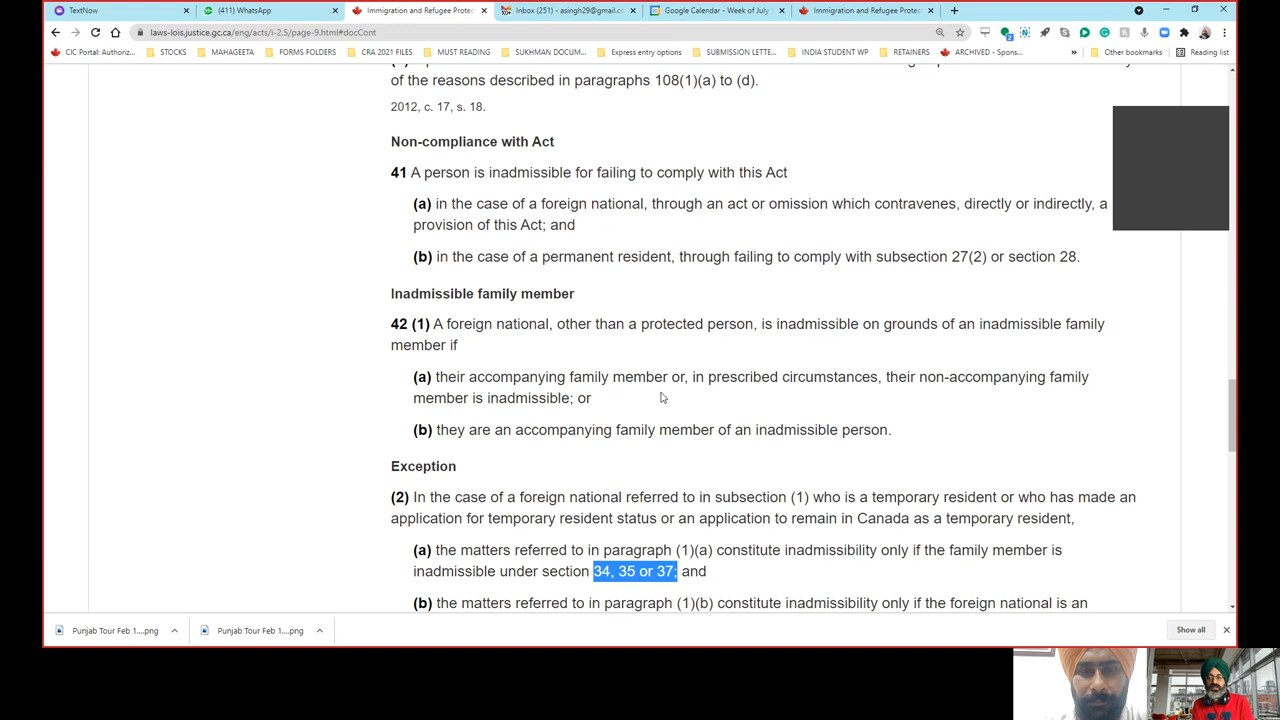 TextNow
(411) WhatsApp
Immigration and Refugee Protec
Inbox (251) - asingh29@gmail.c
Google Calendar - Week of July
Immigration and Refugee Protec
laws-lois.justice.gc.ca/eng/acts/i-2.5/page-9.html#docCont
CIC Portal: Authoriz...
STOCKS
MAHAGEETA
FORMS FOLDERS
CRA 2021 FILES
MUST READING
SUKHMAN DOCUM...
Express entry options
SUBMISSION LETTE...
INDIA STUDENT WP
RETAINERS
ARCHIVED - Spons...
»
Other bookmarks
Reading list
of the reasons described in paragraphs 108(1)(a) to (d).
2012, c. 17, s. 18.
Non-compliance with Act
41 A person is inadmissible for failing to comply with this Act
(a) in the case of a foreign national, through an act or omission which contravenes, directly or indirectly, a
provision of this Act; and
(b) in the case of a permanent resident, through failing to comply with subsection 27(2) or section 28.
Inadmissible family member
42 (1) A foreign national, other than a protected person, is inadmissible on grounds of an inadmissible family
member if
(a) their accompanying family member or, in prescribed circumstances, their non-accompanying family
member is inadmissible; or
(b) they are an accompanying family member of an inadmissible person.
Exception
(2) In the case of a foreign national referred to in subsection (1) who is a temporary resident or who has made an
application for temporary resident status or an application to remain in Canada as a temporary resident,
(a) the matters referred to in paragraph (1)(a) constitute inadmissibility only if the family member is
inadmissible under section 34, 35 or 37; and
(b) the matters referred to in paragraph (1)(b) constitute inadmissibility only if the foreign national is an
Punjab Tour Feb 1....png
Punjab Tour Feb 1....png
Show all